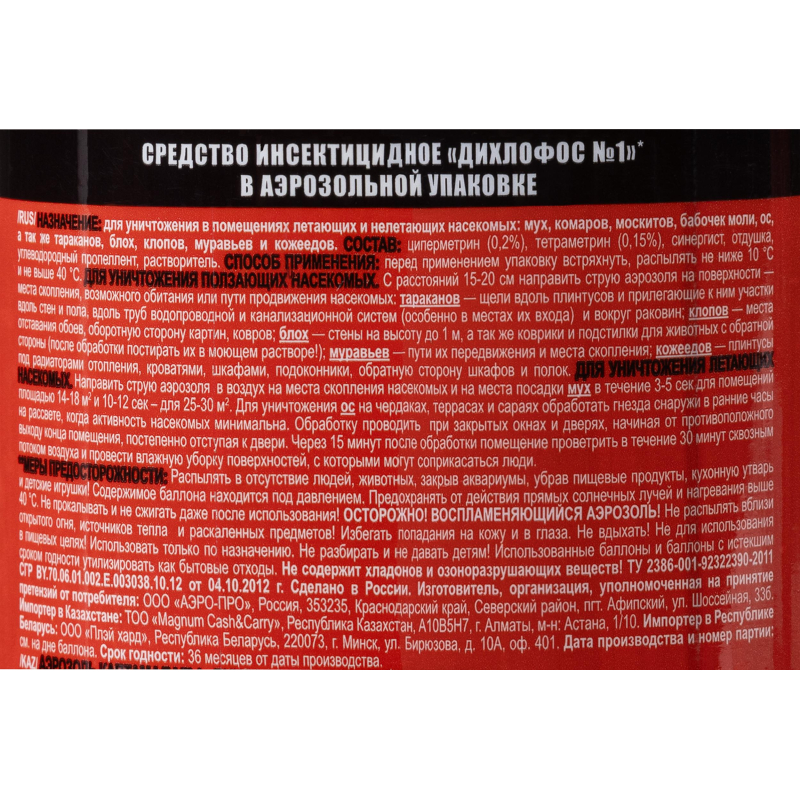 СРЕДСТВО ИНСЕКТИЦИДНОЕ «ДИХЛОФОС №1»*
В АЭРОЗОЛЬНОЙ УПАКОВКЕ
/RUS/ НАЗНАЧЕНИЕ: для уничтожения в помещениях летающих и нелетающих насекомых: мух, комаров, москитов, бабочек моли, ос,
а так же тараканов, блох, клопов, муравьев и кожеедов. СОСТАВ: циперметрин (0,2%), тетраметрин (0,15%), синергист, отдушка,
углеводородный пропеллент, растворитель. СПОСОБ ПРИМЕНЕНИЯ: перед применением упаковку встряхнуть, распылять не ниже 10 °С
и не выше 40 °С. ДЛЯ УНИЧТОЖЕНИЯ ПОЛЗАЮЩИХ НАСЕКОМЫХ. С расстояний 15-20 см направить струю аэрозоля на поверхности —
места скопления, возможного обитания или пути продвижения насекомых: тараканов — щели вдоль плинтусов и прилегающие к ним участки
вдоль стен и пола, вдоль труб водопроводной и канализационной систем (особенно в местах их входа) и вокруг раковин; клопов — места
отставания обоев, оборотную сторону картин, ковров; блох — стены на высоту до 1 м, а так же коврики и подстилки для животных с обратной
стороны (после обработки постирать их в моющем растворе!); муравьев — пути их передвижения и места скопления; кожеедов — плинтусы
под радиаторами отопления, кроватями, шкафами, подоконники, обратную сторону шкафов и полок. ДЛЯ УНИЧТОЖЕНИЯ ЛЕТАЮЩИХ
НАСЕКОМЫХ. Направить струю аэрозоля в воздух на места скопления насекомых и на места посадки мух в течение 3-5 сек для помещений
площадью 14-18 м² и 10-12 сек – для 25-30 м². Для уничтожения ос на чердаках, террасах и сараях обработать гнезда снаружи в ранние часы
на рассвете, когда активность насекомых минимальна. Обработку проводить при закрытых окнах и дверях, начиная от противоположного
выходу конца помещения, постепенно отступая к двери. Через 15 минут после обработки помещение проветрить в течение 30 минут сквозным
потоком воздуха и провести влажную уборку поверхностей, с которыми могут соприкасаться люди.
*МЕРЫ ПРЕДОСТОРОЖНОСТИ: Распылять в отсутствие людей, животных, закрыв аквариумы, убрав пищевые продукты, кухонную утварь
и детские игрушки! Содержимое баллона находится под давлением. Предохранять от действия прямых солнечных лучей и нагревания выше
40 °С. Не прокалывать и не сжигать даже после использования! ОСТОРОЖНО! ВОСПЛАМЕНЯЮЩИЙСЯ АЭРОЗОЛЬ! Не распылять вблизи
открытого огня, источников тепла и раскаленных предметов! Избегать попадания на кожу и в глаза. Не вдыхать! Не для использования
в пищевых целях! Использовать только по назначению. Не разбирать и не давать детям! Использованные баллоны и баллоны с истекшим
сроком годности утилизировать как бытовые отходы. Не содержит хладонов и озоноразрушающих веществ! ТУ 2386-001-92322390-2011
СГР BY.70.06.01.002.Е.003038.10.12 от 04.10.2012 г. Сделано в России. Изготовитель, организация, уполномоченная на принятие
претензий от потребителя: ООО «АЭРО-ПРО», Россия, 353235, Краснодарский край, Северский район, пгт. Афипский, ул. Шоссейная, 33б.
Импортер в Казахстане: ТОО «Magnum Cash&Carry», Республика Казахстан, А10В5Н7, г. Алматы, м-н: Астана, 1/10. Импортер в Республике
Беларусь: ООО «Плэй хард», Республика Беларусь, 220073, г. Минск, ул. Бирюзова, д. 10А, оф. 401. Дата производства и номер партии:
см. на дне баллона. Срок годности: 36 месяцев от даты производства.
/KAZ/ АЭРОЗОЛЬ